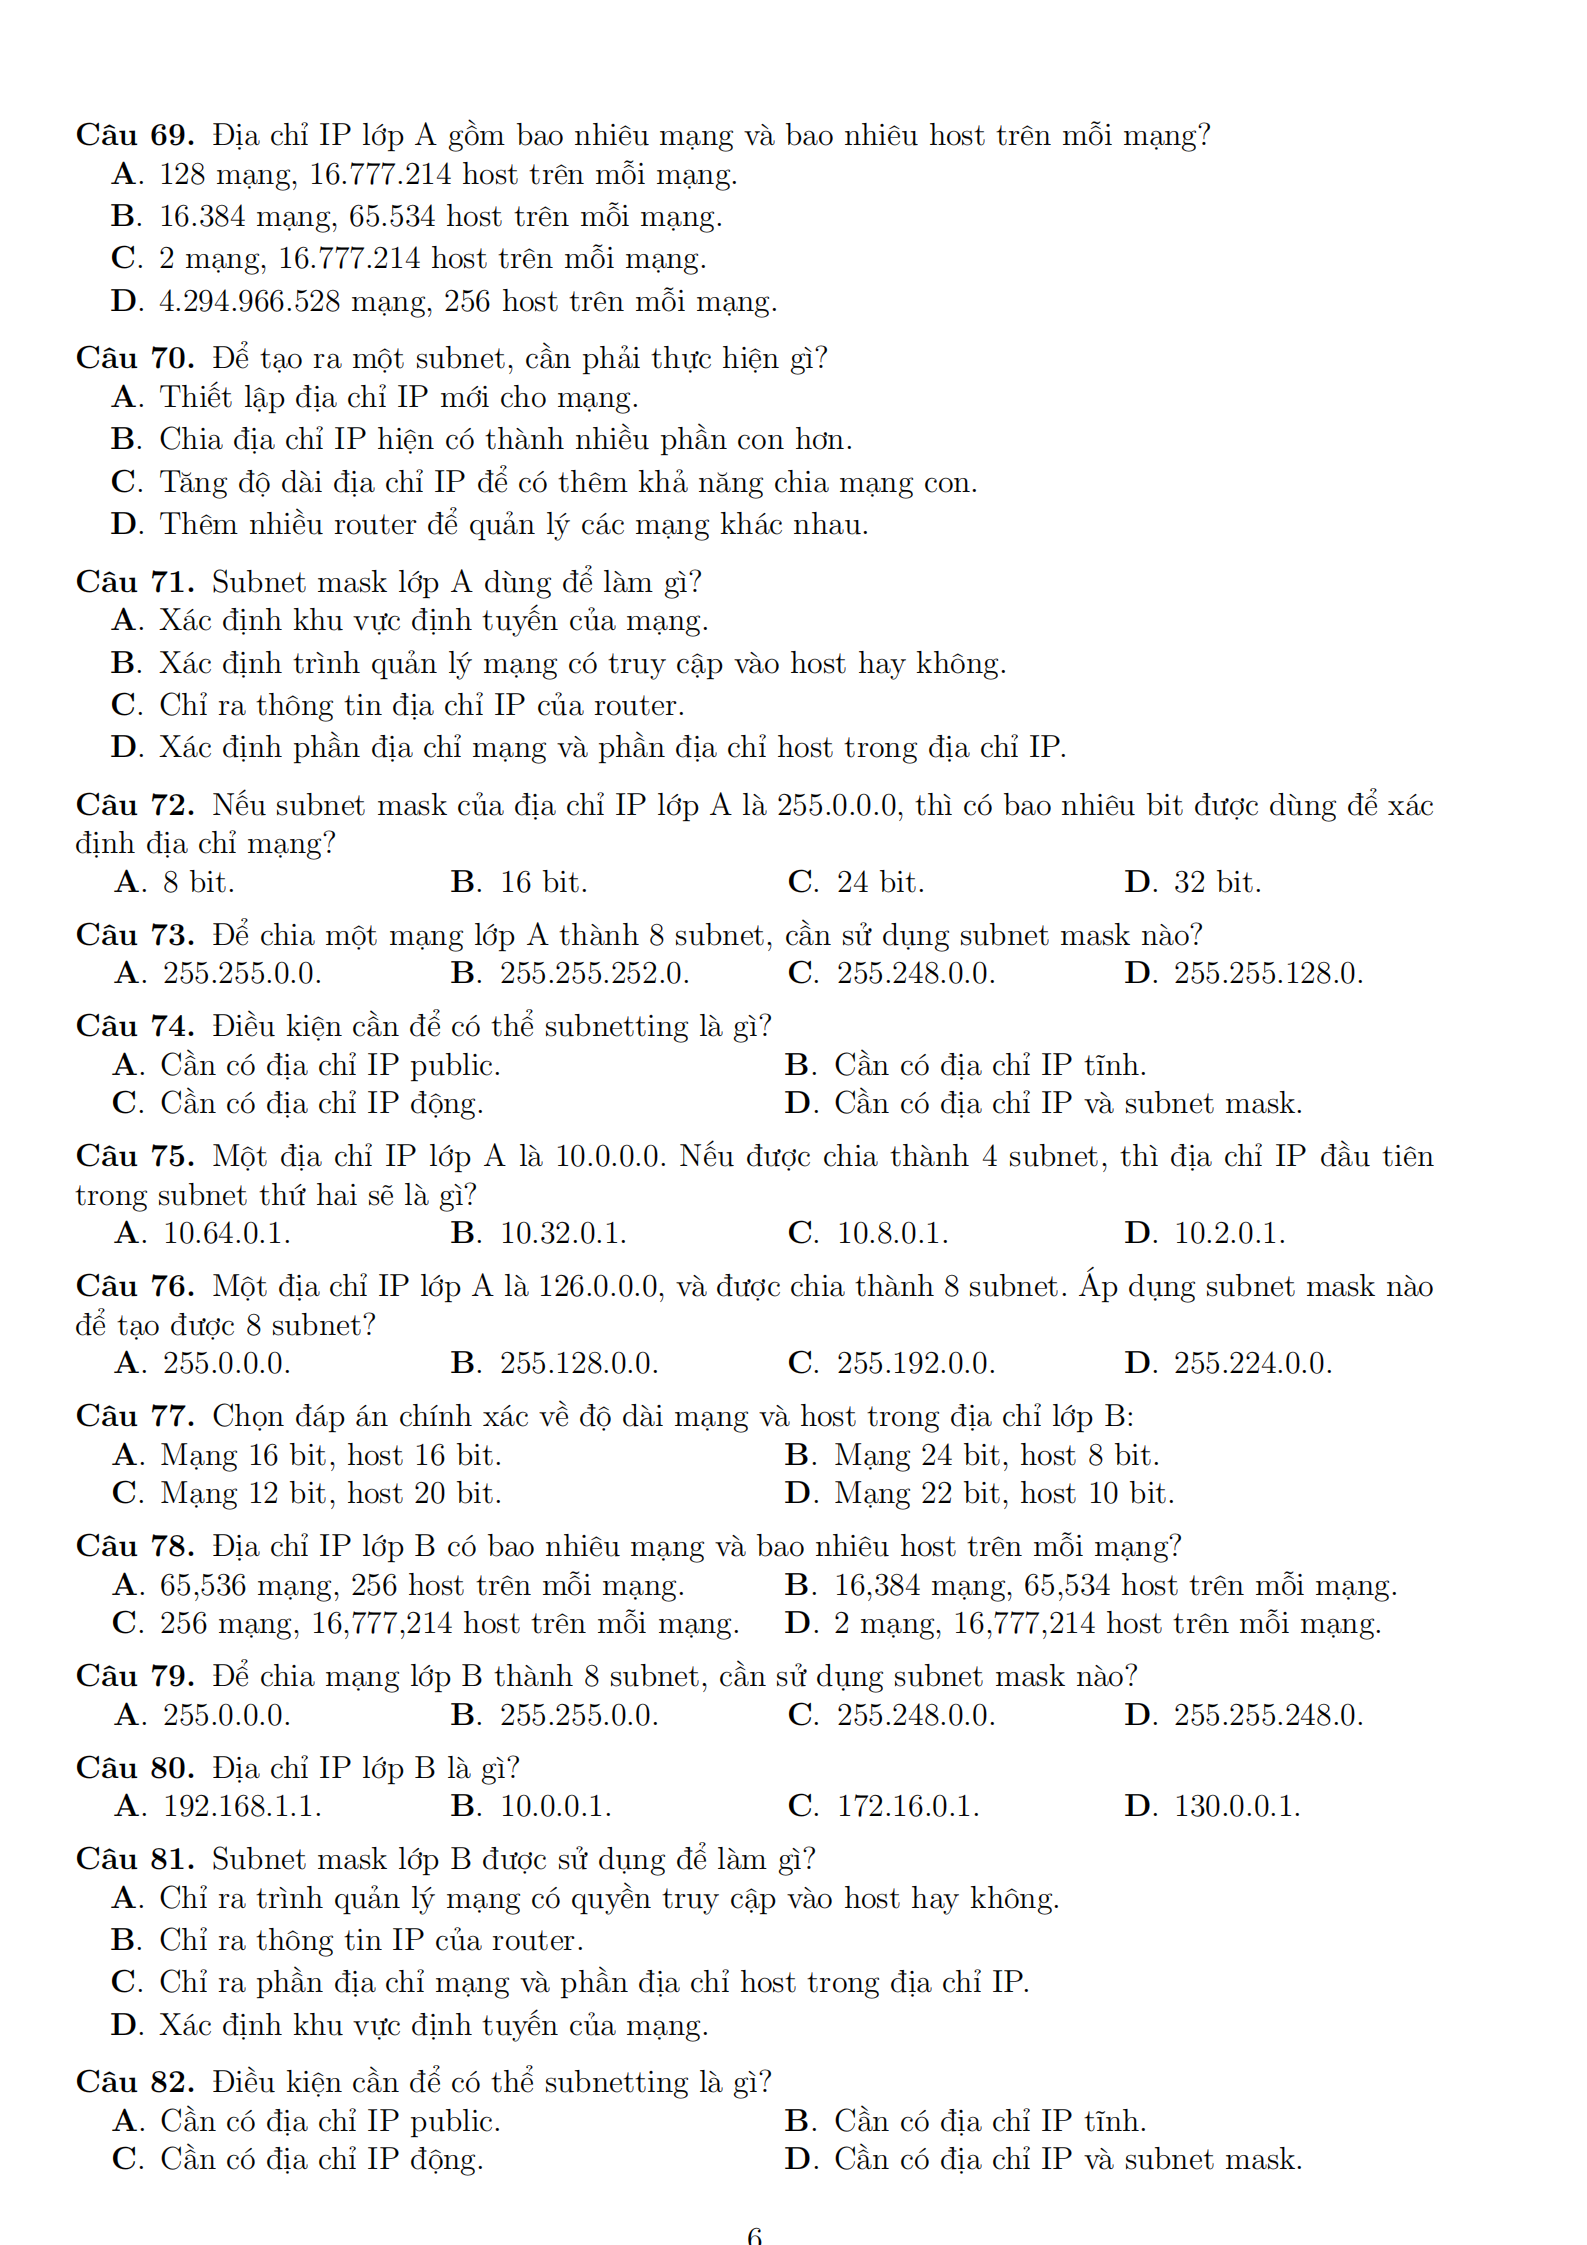 Câu 69. Địa chỉ IP lớp A gồm bao nhiêu mạng và bao nhiêu host trên mỗi mạng?
A. 128 mạng, 16.777.214 host trên mỗi mạng.
B. 16.384 mạng, 65.534 host trên mỗi mạng.
C. 2 mạng, 16.777.214 host trên mỗi mạng.
D. 4.294.966.528 mạng, 256 host trên mỗi mạng.
Câu 70. Để tạo ra một subnet, cần phải thực hiện gì?
A. Thiết lập địa chỉ IP mới cho mạng.
B. Chia địa chỉ IP hiện có thành nhiều phần con hơn.
C. Tăng độ dài địa chỉ IP để có thêm khả năng chia mạng con.
D. Thêm nhiều router để quản lý các mạng khác nhau.
Câu 71. Subnet mask lớp A dùng để làm gì?
A. Xác định khu vực định tuyến của mạng.
B. Xác định trình quản lý mạng có truy cập vào host hay không.
C. Chỉ ra thông tin địa chỉ IP của router.
D. Xác định phần địa chỉ mạng và phần địa chỉ host trong địa chỉ IP.
Câu 72. Nếu subnet mask của địa chỉ IP lớp A là 255.0.0.0, thì có bao nhiêu bit được dùng để xác
định địa chỉ mạng?
A. 8 bit. B. 16 bit. C. 24 bit. D. 32 bit.
Câu 73. Để chia một mạng lớp A thành 8 subnet, cần sử dụng subnet mask nào?
A. 255.255.0.0. B. 255.255.252.0. C. 255.248.0.0. D. 255.255.128.0.
Câu 74. Điều kiện cần để có thể subnetting là gì?
A. Cần có địa chỉ IP public. B. Cần có địa chỉ IP tĩnh.
C. Cần có địa chỉ IP động. D. Cần có địa chỉ IP và subnet mask.
Câu 75. Một địa chỉ IP lớp A là 10.0.0.0. Nếu được chia thành 4 subnet, thì địa chỉ IP đầu tiên
trong subnet thứ hai sẽ là gì?
A. 10.64.0.1. B. 10.32.0.1. C. 10.8.0.1. D. 10.2.0.1.
Câu 76. Một địa chỉ IP lớp A là 126.0.0.0, và được chia thành 8 subnet. Áp dụng subnet mask nào
để tạo được 8 subnet?
A. 255.0.0.0. B. 255.128.0.0. C. 255.192.0.0. D. 255.224.0.0.
Câu 77. Chọn đáp án chính xác về độ dài mạng và host trong địa chỉ lớp B:
A. Mạng 16 bit, host 16 bit. B. Mạng 24 bit, host 8 bit.
C. Mạng 12 bit, host 20 bit. D. Mạng 22 bit, host 10 bit.
Câu 78. Địa chỉ IP lớp B có bao nhiêu mạng và bao nhiêu host trên mỗi mạng?
A. 65,536 mạng, 256 host trên mỗi mạng. B. 16,384 mạng, 65,534 host trên mỗi mạng.
C. 256 mạng, 16,777,214 host trên mỗi mạng. D. 2 mạng, 16,777,214 host trên mỗi mạng.
Câu 79. Để chia mạng lớp B thành 8 subnet, cần sử dụng subnet mask nào?
A. 255.0.0.0. B. 255.255.0.0. C. 255.248.0.0. D. 255.255.248.0.
Câu 80. Địa chỉ IP lớp B là gì?
A. 192.168.1.1. B. 10.0.0.1. C. 172.16.0.1. D. 130.0.0.1.
Câu 81. Subnet mask lớp B được sử dụng để làm gì?
A. Chỉ ra trình quản lý mạng có quyền truy cập vào host hay không.
B. Chỉ ra thông tin IP của router.
C. Chỉ ra phần địa chỉ mạng và phần địa chỉ host trong địa chỉ IP.
D. Xác định khu vực định tuyến của mạng.
Câu 82. Điều kiện cần để có thể subnetting là gì?
A. Cần có địa chỉ IP public. B. Cần có địa chỉ IP tĩnh.
C. Cần có địa chỉ IP động. D. Cần có địa chỉ IP và subnet mask.
6